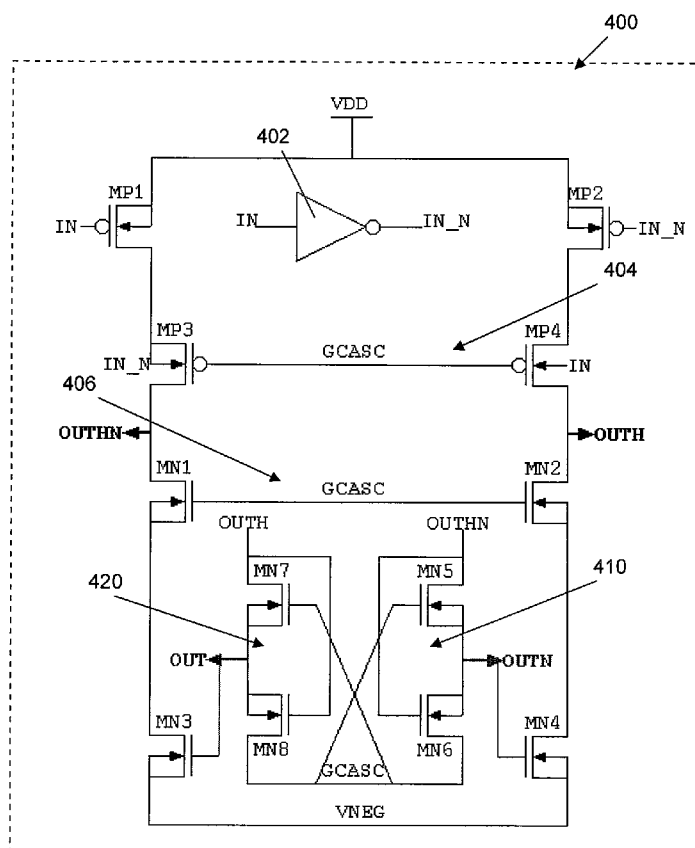 400
VDD
402
MP1
MP2
IN
IN
IN_N
IN_N
404
MP3
MP4
IN_N
GCASC
IN
406
OUTHN
OUTH
MN1
MN2
GCASC
OUTH
OUTHN
420
MN7
MN5
410
OUT
OUTN
MN3
MN8
MN6
MN4
GCASC
VNEG